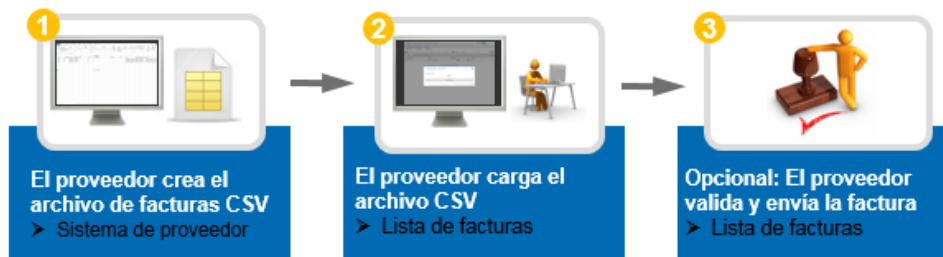 1
El proveedor crea el
archivo de facturas CSV
➢ Sistema de proveedor
2
El proveedor carga el
archivo CSV
➢ Lista de facturas
3
Opcional: El proveedor
valida y envía la factura
➢ Lista de facturas